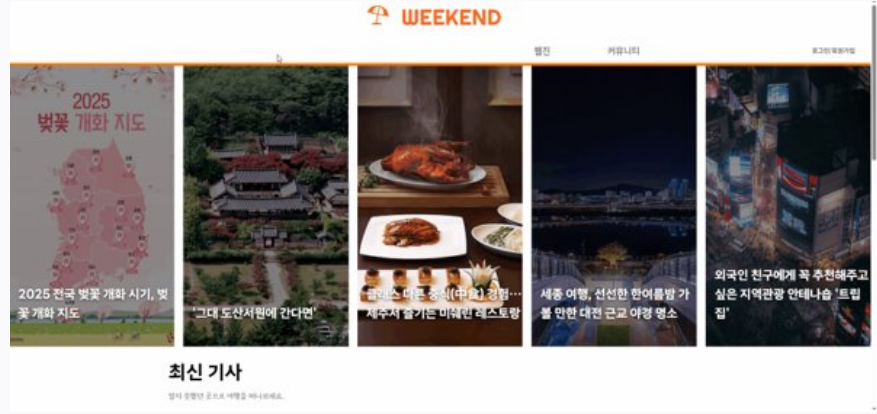 WEEKEND
웹진 커뮤니티 로그인/회원가입
2025
벚꽃 개화 지도
2025 전국 벚꽃 개화 시기, 벚
꽃 개화 지도
'그대 도산서원에 간다면'
클래스 다른 중식(中食) 경험…
제주서 즐기는 미쉐린 레스토랑
세종 여행, 선선한 한여름밤 가
볼 만한 대전 근교 야경 명소
외국인 친구에게 꼭 추천해주고
싶은 지역관광 안테나숍 '트립
집'
최신 기사